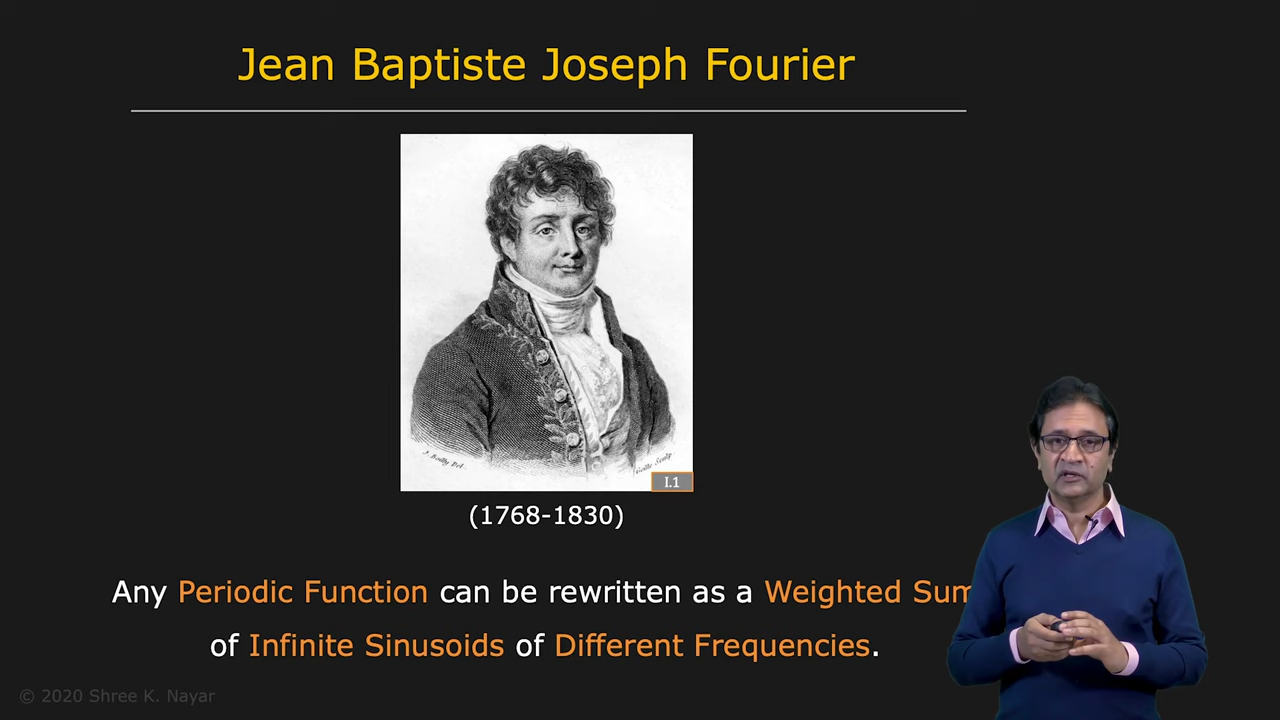 Jean Baptiste Joseph Fourier
I.1
(1768-1830)
Any Periodic Function can be rewritten as a Weighted Sum
of Infinite Sinusoids of Different Frequencies.
© 2020 Shree K. Nayar